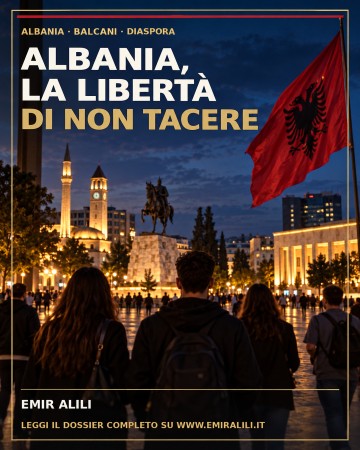 ALBANIA · BALCANI · DIASPORA
ALBANIA,
LA LIBERTÀ
DI NON TACERE
EMIR ALILI
LEGGI IL DOSSIER COMPLETO SU WWW.EMIRALILI.IT